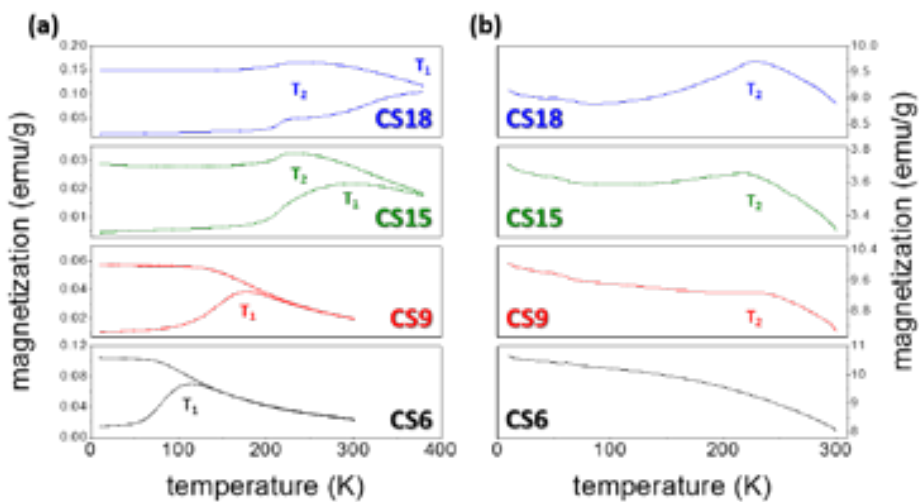 (a)
(b)
magnetization (emu/g)
0.20
0.15
0.10
0.05
T₁
T₂
CS18
0.03
0.02
0.01
T₂
T₁
CS15
0.06
0.04
0.02
T₁
CS9
0.12
0.08
0.04
0.00
T₁
CS6
0 100 200 300 400
temperature (K)
10.0
9.5
9.0
8.5
T₂
CS18
3.8
3.6
3.4
T₂
CS15
10.4
9.6
8.8
T₂
CS9
11
10
9
8
CS6
0 100 200 300
temperature (K)
magnetization (emu/g)